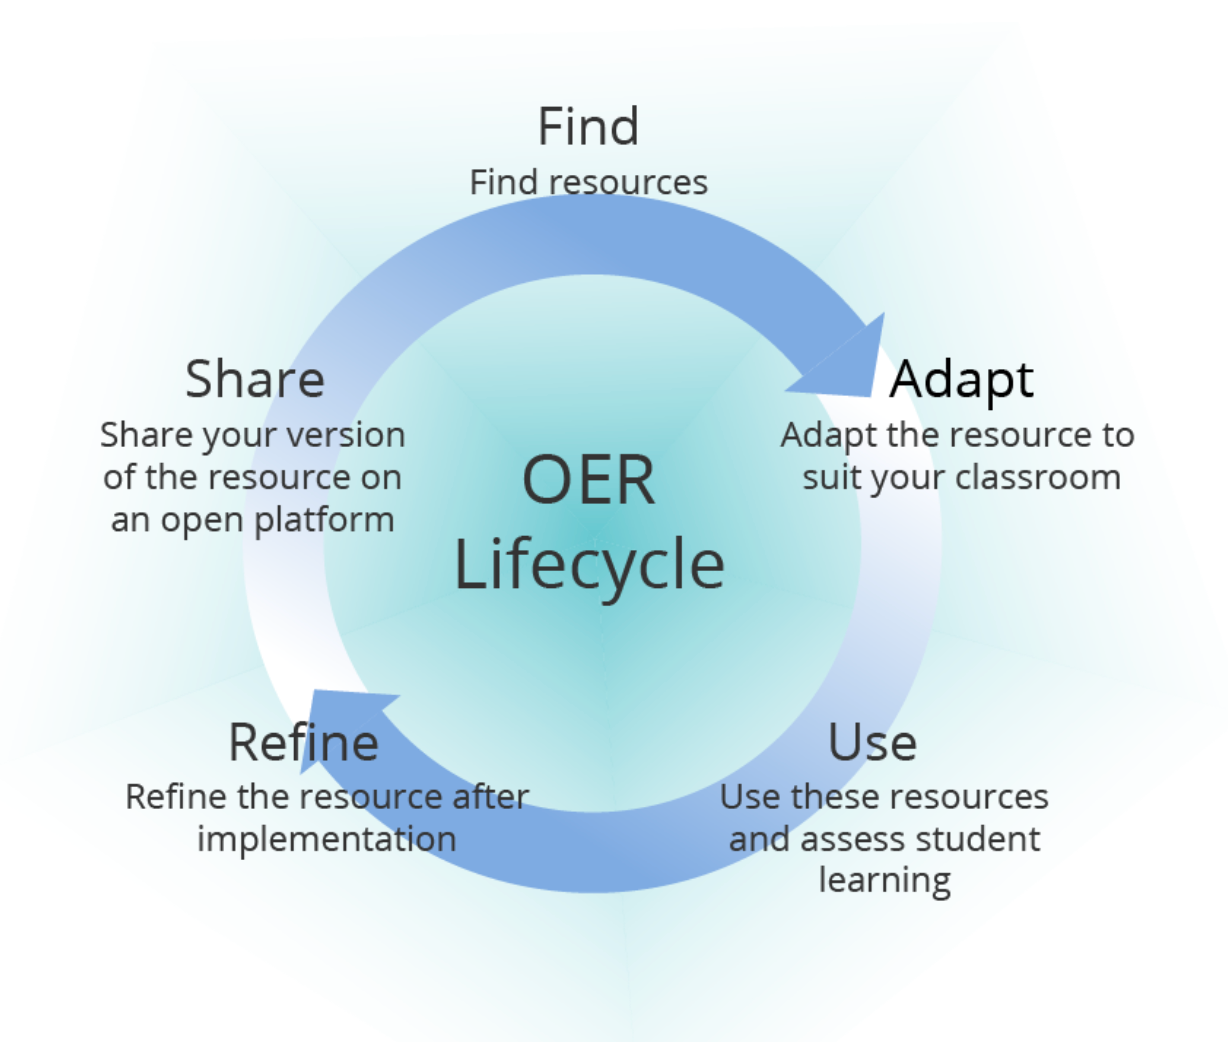 Find
Find resources
Adapt
Adapt the resource to
suit your classroom
Use
Use these resources
and assess student
learning
Refine
Refine the resource after
implementation
Share
Share your version
of the resource on
an open platform
OER
Lifecycle